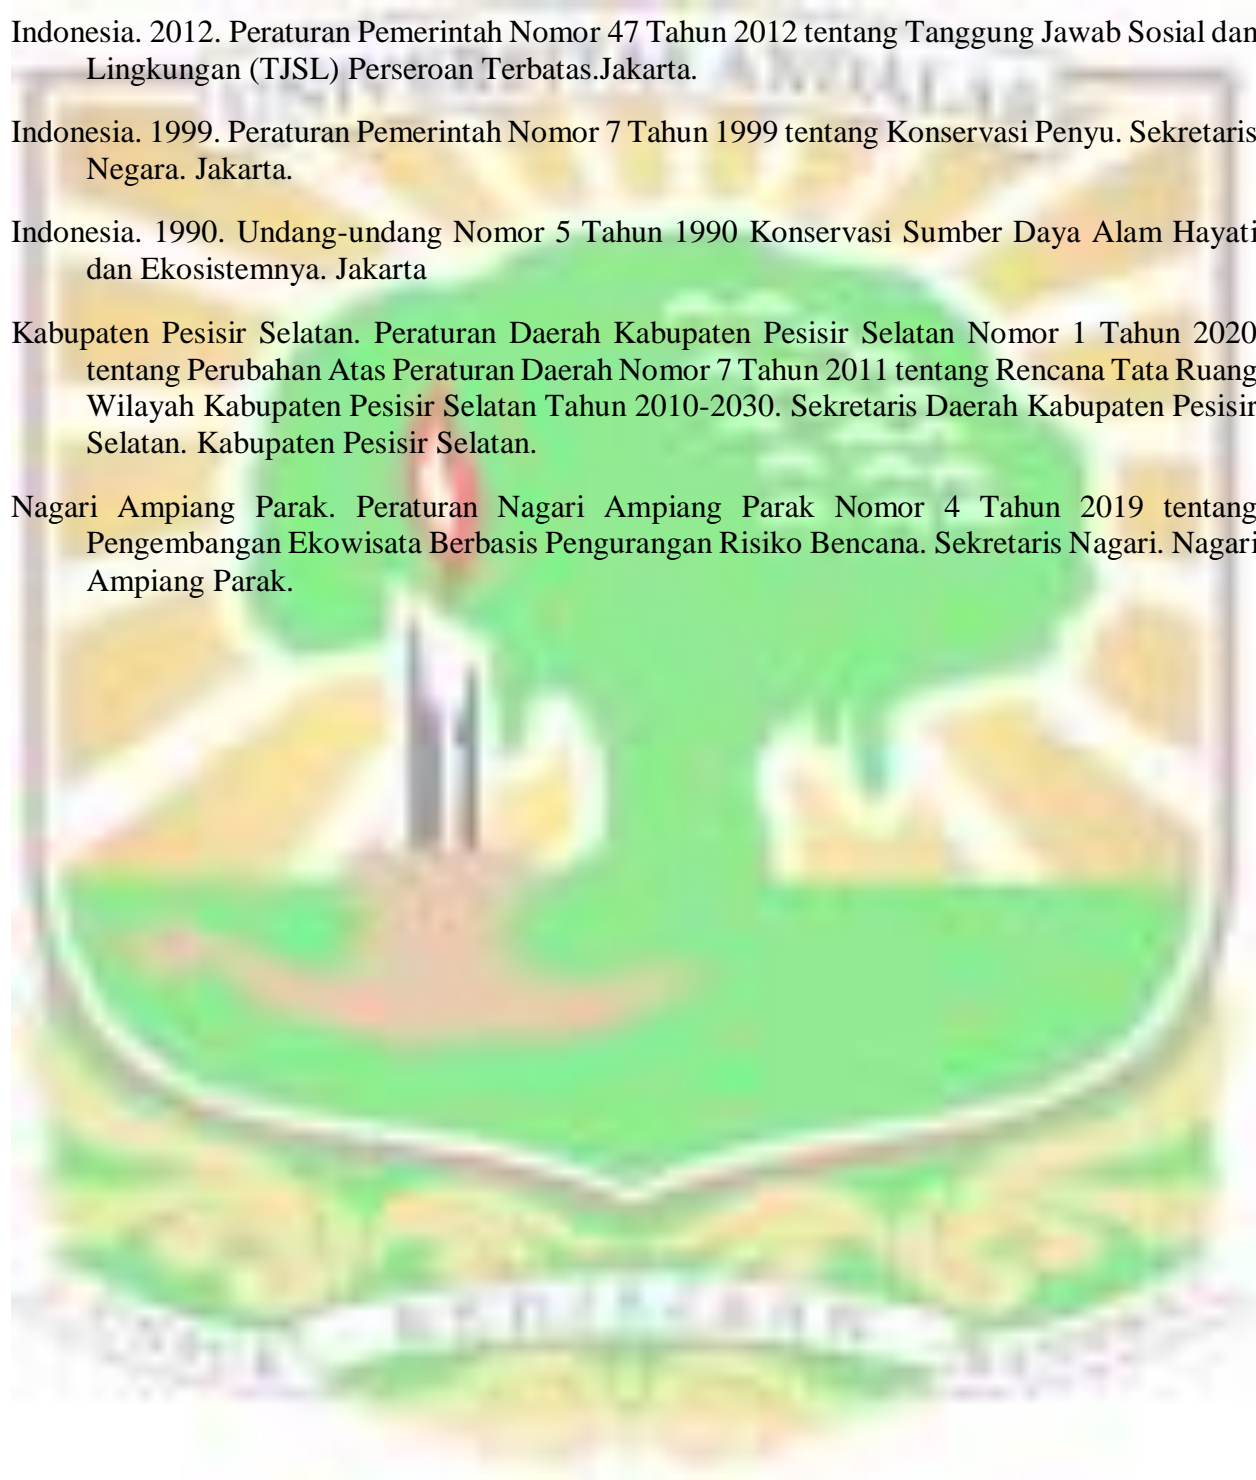 Indonesia. 2012. Peraturan Pemerintah Nomor 47 Tahun 2012 tentang Tanggung Jawab Sosial dan
Lingkungan (TJSL) Perseroan Terbatas.Jakarta.
Indonesia. 1999. Peraturan Pemerintah Nomor 7 Tahun 1999 tentang Konservasi Penyu. Sekretaris
Negara. Jakarta.
Indonesia. 1990. Undang-undang Nomor 5 Tahun 1990 Konservasi Sumber Daya Alam Hayati
dan Ekosistemnya. Jakarta
Kabupaten Pesisir Selatan. Peraturan Daerah Kabupaten Pesisir Selatan Nomor 1 Tahun 2020
tentang Perubahan Atas Peraturan Daerah Nomor 7 Tahun 2011 tentang Rencana Tata Ruang
Wilayah Kabupaten Pesisir Selatan Tahun 2010-2030. Sekretaris Daerah Kabupaten Pesisir
Selatan. Kabupaten Pesisir Selatan.
Nagari Ampiang Parak. Peraturan Nagari Ampiang Parak Nomor 4 Tahun 2019 tentang
Pengembangan Ekowisata Berbasis Pengurangan Risiko Bencana. Sekretaris Nagari. Nagari
Ampiang Parak.